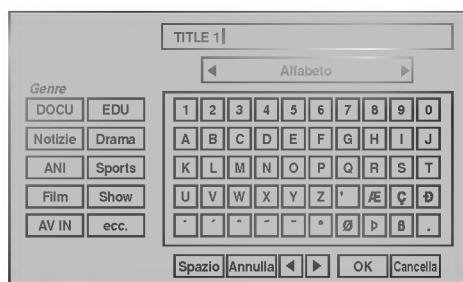 TITLE 1
◀ Alfabeto ▶
Genre
DOCU EDU
Notizie Drama
ANI Sports
Film Show
AV IN ecc.
1 2 3 4 5 6 7 8 9 0
A B C D E F G H I J
K L M N O P Q R S T
U V W X Y Z ' Æ Ç Ð
Ø Þ ß .
Spazio Annulla ◀ ▶ OK Cancella